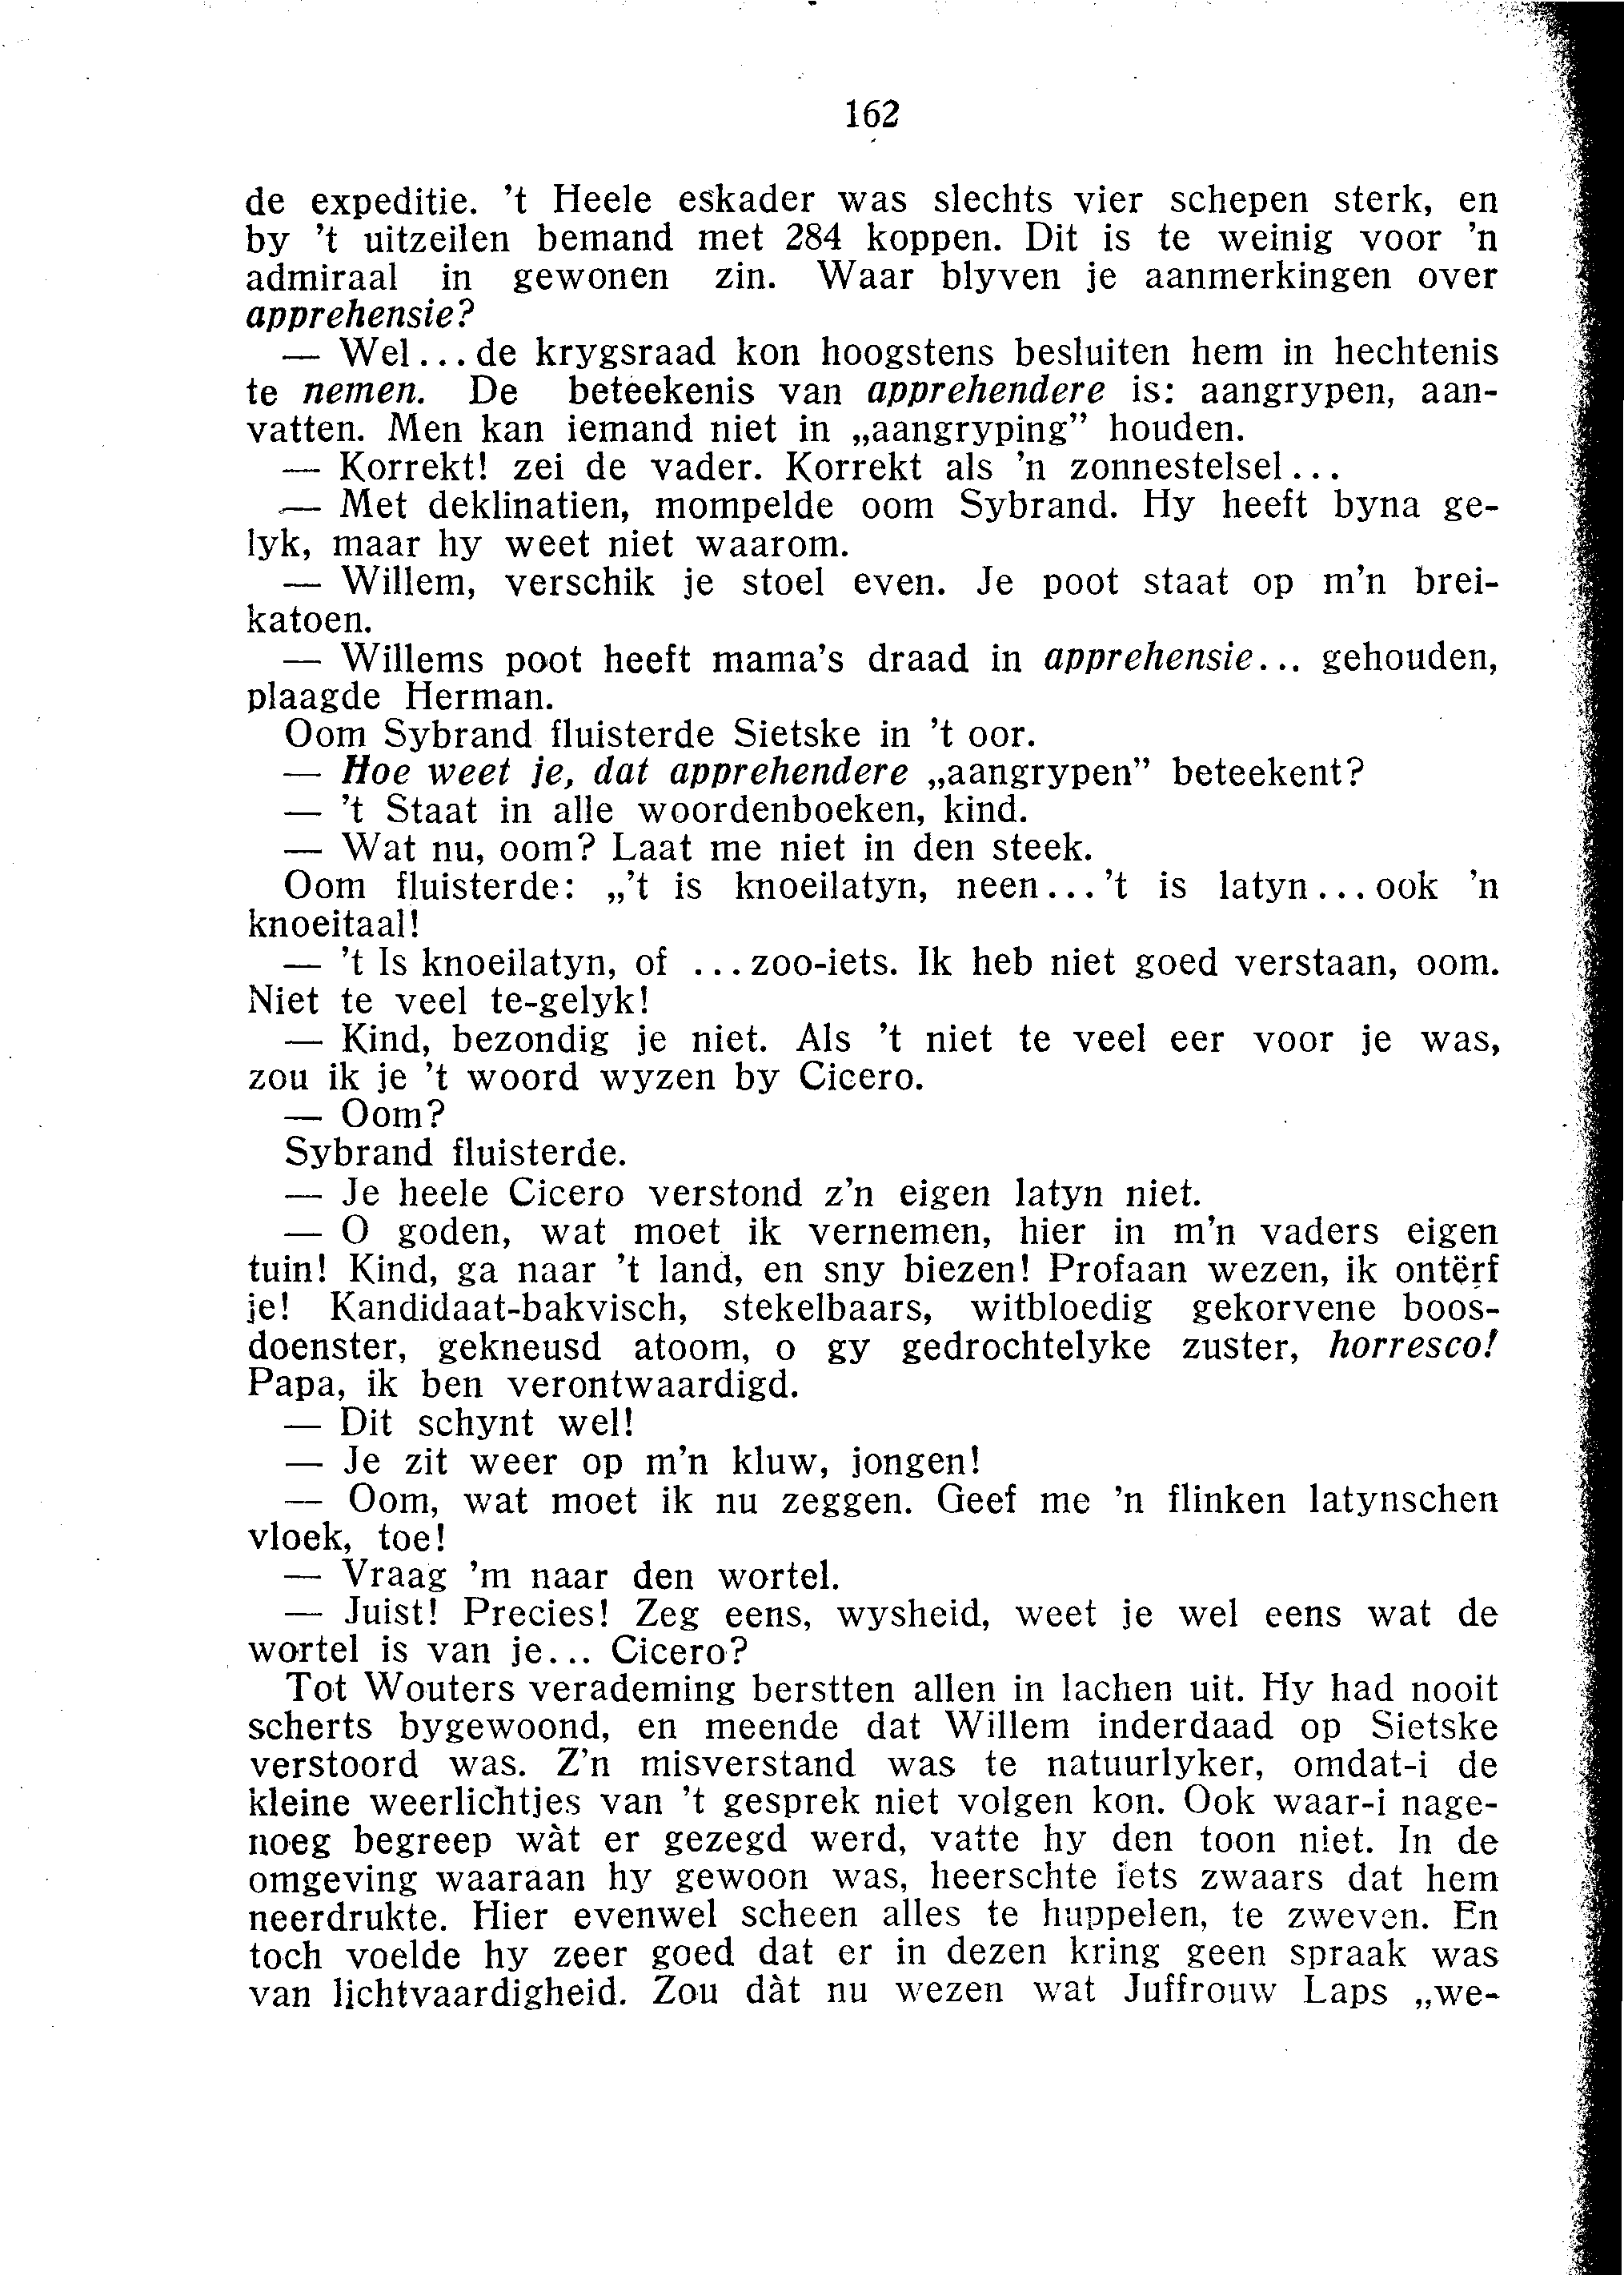 162
de expeditie. 't Heele eskader was slechts vier schepen sterk, en
by 't uitzeilen bemand met 284 koppen. Dit is te weinig voor 'n
admiraal in gewonen zin. Waar blyven je aanmerkingen over
apprehensie?
— Wel... de krygsraad kon hoogstens besluiten hem in hechtenis
te nemen. De beteekenis van apprehendere is: aangrypen, aan-
vatten. Men kan iemand niet in „aangryping” houden.
— Korrekt! zei de vader. Korrekt als 'n zonnestelsel...
— Met deklinatien, mompelde oom Sybrand. Hy heeft byna ge-
lyk, maar hy weet niet waarom.
— Willem, verschik je stoel even. Je poot staat op m'n brei-
katoen.
— Willems poot heeft mama's draad in apprehensie... gehouden,
plaagde Herman.
Oom Sybrand fluisterde Sietske in 't oor.
— Hoe weet je, dat apprehendere „aangrypen” beteekent?
— 't Staat in alle woordenboeken, kind.
— Wat nu, oom? Laat me niet in den steek.
Oom fluisterde: „'t is knoeilatyn, neen...'t is latyn... ook 'n
knoeitaal!
— 't Is knoeilatyn, of ...zoo-iets. Ik heb niet goed verstaan, oom.
Niet te veel te-gelyk!
— Kind, bezondig je niet. Als 't niet te veel eer voor je was,
zou ik je 't woord wyzen by Cicero.
— Oom?
Sybrand fluisterde.
— Je heele Cicero verstond z'n eigen latyn niet.
— O goden, wat moet ik vernemen, hier in m'n vaders eigen
tuin! Kind, ga naar 't land, en sny biezen! Profaan wezen, ik ontërf
je! Kandidaat-bakvisch, stekelbaars, witbloedig gekorvene boos-
doenster, gekneusd atoom, o gy gedrochtelyke zuster, horresco!
Papa, ik ben verontwaardigd.
— Dit schynt wel!
— Je zit weer op m'n kluw, jongen!
— Oom, wat moet ik nu zeggen. Geef me 'n flinken latynschen
vloek, toe!
— Vraag 'm naar den wortel.
— Juist! Precies! Zeg eens, wysheid, weet je wel eens wat de
wortel is van je... Cicero?
Tot Wouters verademing berstten allen in lachen uit. Hy had nooit
scherts bygewoond, en meende dat Willem inderdaad op Sietske
verstoord was. Z'n misverstand was te natuurlyker, omdat-i de
kleine weerlichtjes van 't gesprek niet volgen kon. Ook waar-i nage-
noeg begreep wàt er gezegd werd, vatte hy den toon niet. In de
omgeving waaraan hy gewoon was, heerschte iets zwaars dat hem
neerdrukte. Hier evenwel scheen alles te huppelen, te zweven. En
toch voelde hy zeer goed dat er in dezen kring geen spraak was
van lichtvaardigheid. Zou dàt nu wezen wat Juffrouw Laps „we-